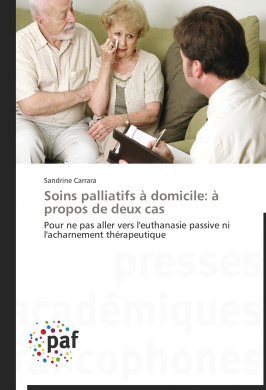 Sandrine Carrara
Soins palliatifs à domicile: à
propos de deux cas
Pour ne pas aller vers l'euthanasie passive ni
l'acharnement thérapeutique
presses
académiques
francophones
paf